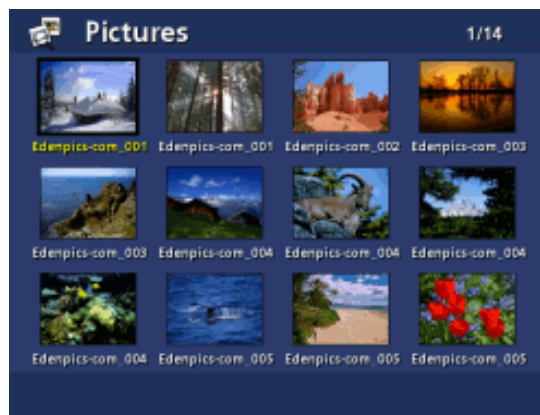 Pictures
1/14
Edenpics-com_001 Edenpics-com_001 Edenpics-com_002 Edenpics-com_003
Edenpics-com_003 Edenpics-com_004 Edenpics-com_004 Edenpics-com_004
Edenpics-com_004 Edenpics-com_005 Edenpics-com_005 Edenpics-com_005